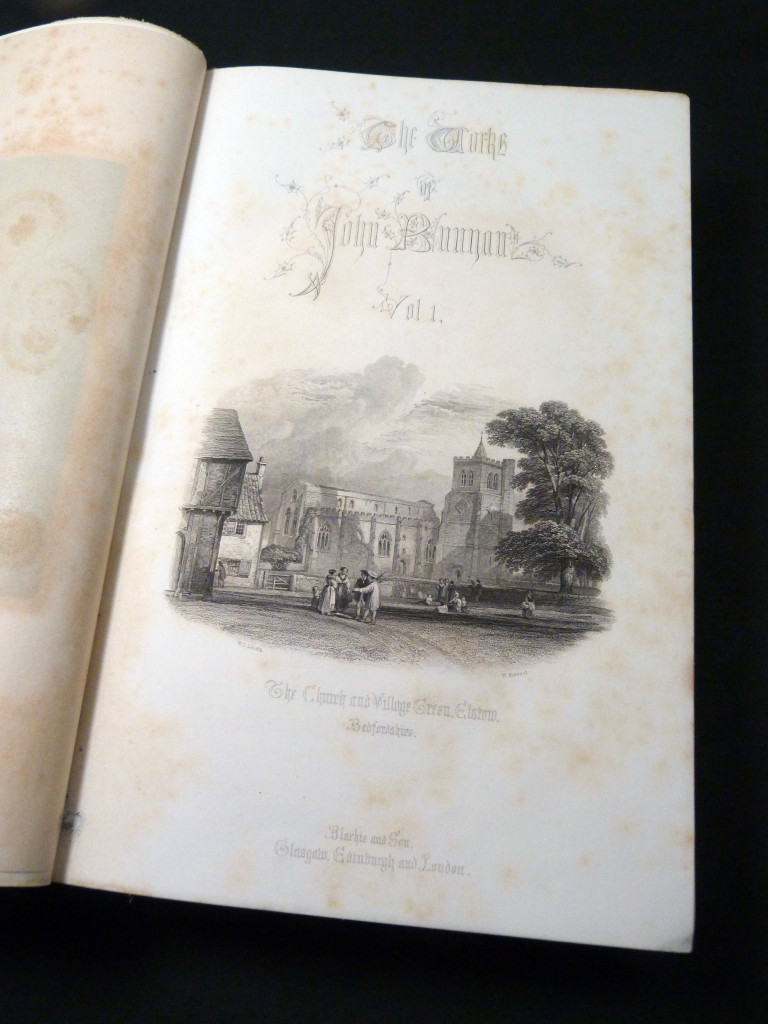 The Works
of
John Bunyan
Vol 1.
The Church and Village Green, Elstow,
Bedfordshire.
Blackie and Son,
Glasgow, Edinburgh and London.